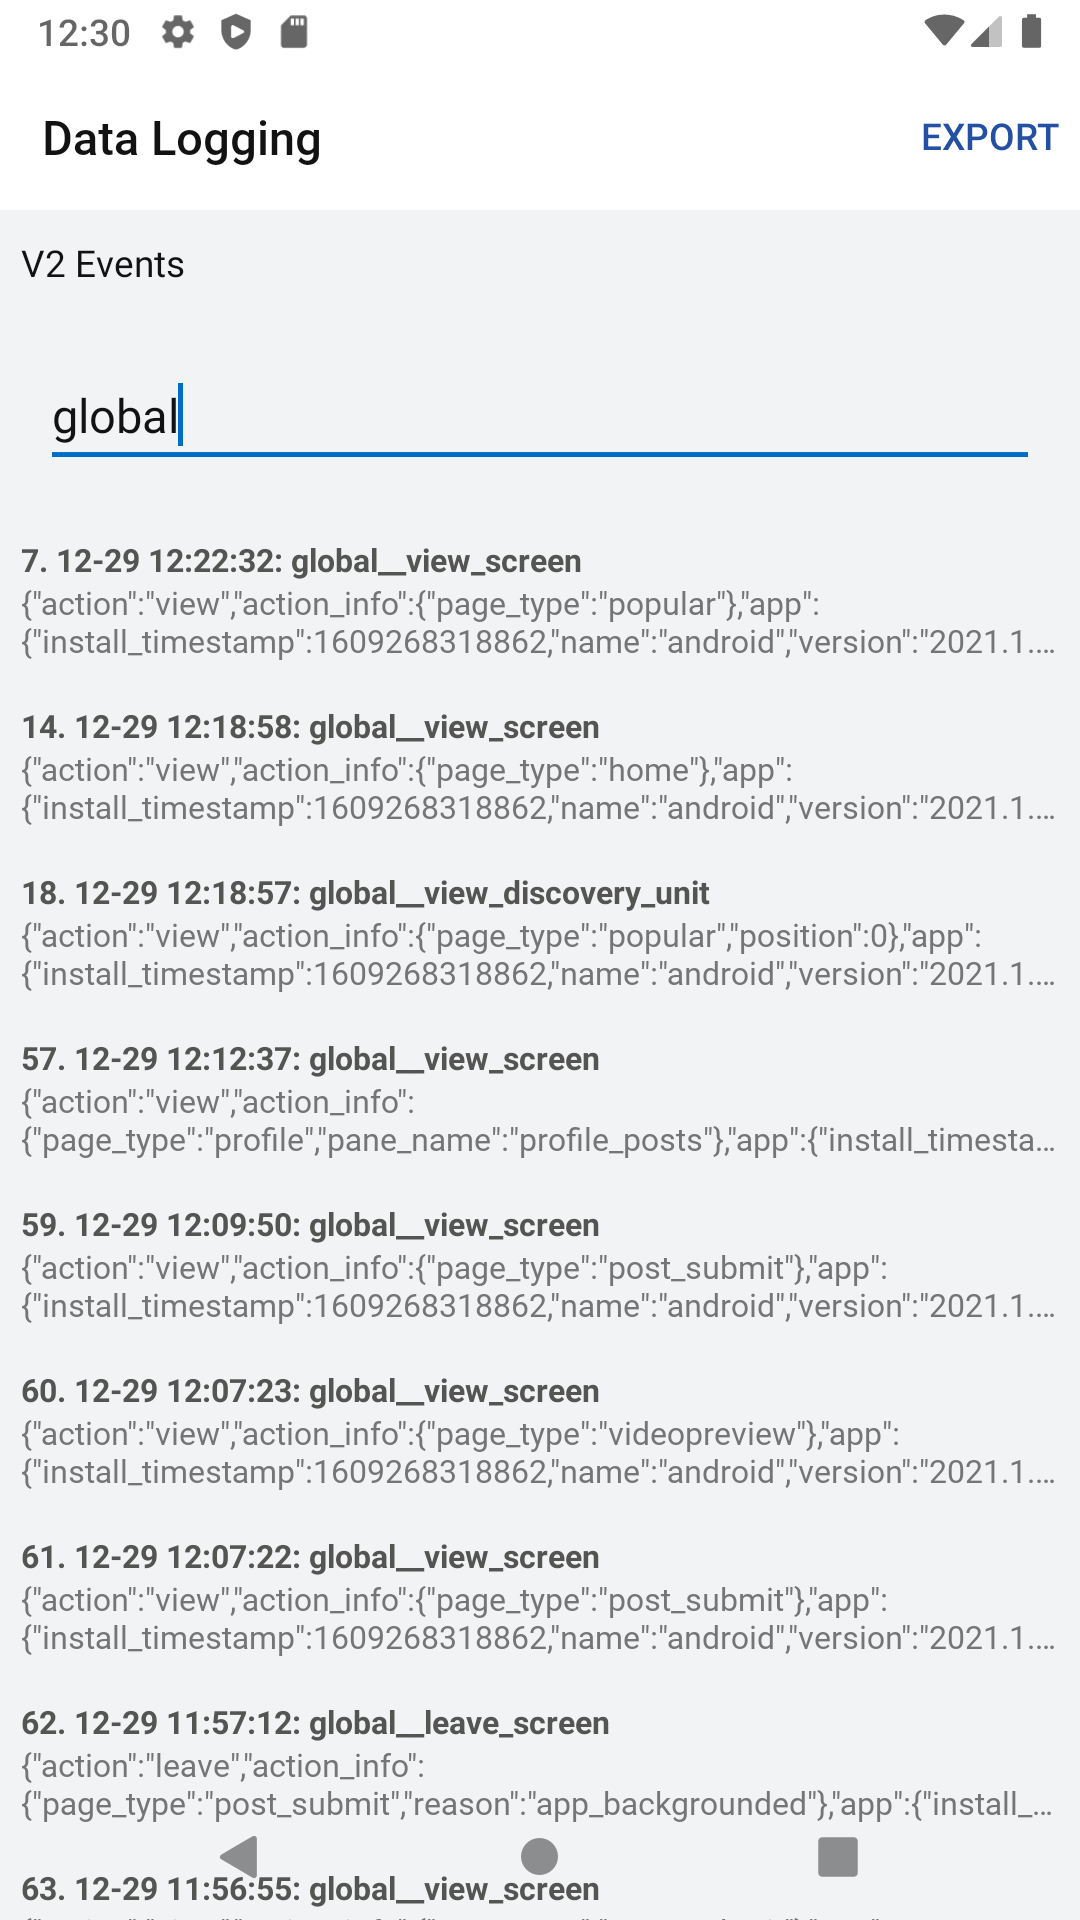 12:30
Data Logging
EXPORT
V2 Events
global
7. 12-29 12:22:32: global__view_screen
{"action":"view","action_info":{"page_type":"popular"},"app":
{"install_timestamp":1609268318862,"name":"android","version":"2021.1.…
14. 12-29 12:18:58: global__view_screen
{"action":"view","action_info":{"page_type":"home"},"app":
{"install_timestamp":1609268318862,"name":"android","version":"2021.1.…
18. 12-29 12:18:57: global__view_discovery_unit
{"action":"view","action_info":{"page_type":"popular","position":0},"app":
{"install_timestamp":1609268318862,"name":"android","version":"2021.1.…
57. 12-29 12:12:37: global__view_screen
{"action":"view","action_info":
{"page_type":"profile","pane_name":"profile_posts"},"app":{"install_timesta…
59. 12-29 12:09:50: global__view_screen
{"action":"view","action_info":{"page_type":"post_submit"},"app":
{"install_timestamp":1609268318862,"name":"android","version":"2021.1.…
60. 12-29 12:07:23: global__view_screen
{"action":"view","action_info":{"page_type":"videopreview"},"app":
{"install_timestamp":1609268318862,"name":"android","version":"2021.1.…
61. 12-29 12:07:22: global__view_screen
{"action":"view","action_info":{"page_type":"post_submit"},"app":
{"install_timestamp":1609268318862,"name":"android","version":"2021.1.…
62. 12-29 11:57:12: global__leave_screen
{"action":"leave","action_info":
{"page_type":"post_submit","reason":"app_backgrounded"},"app":{"install_…
63. 12-29 11:56:55: global__view_screen